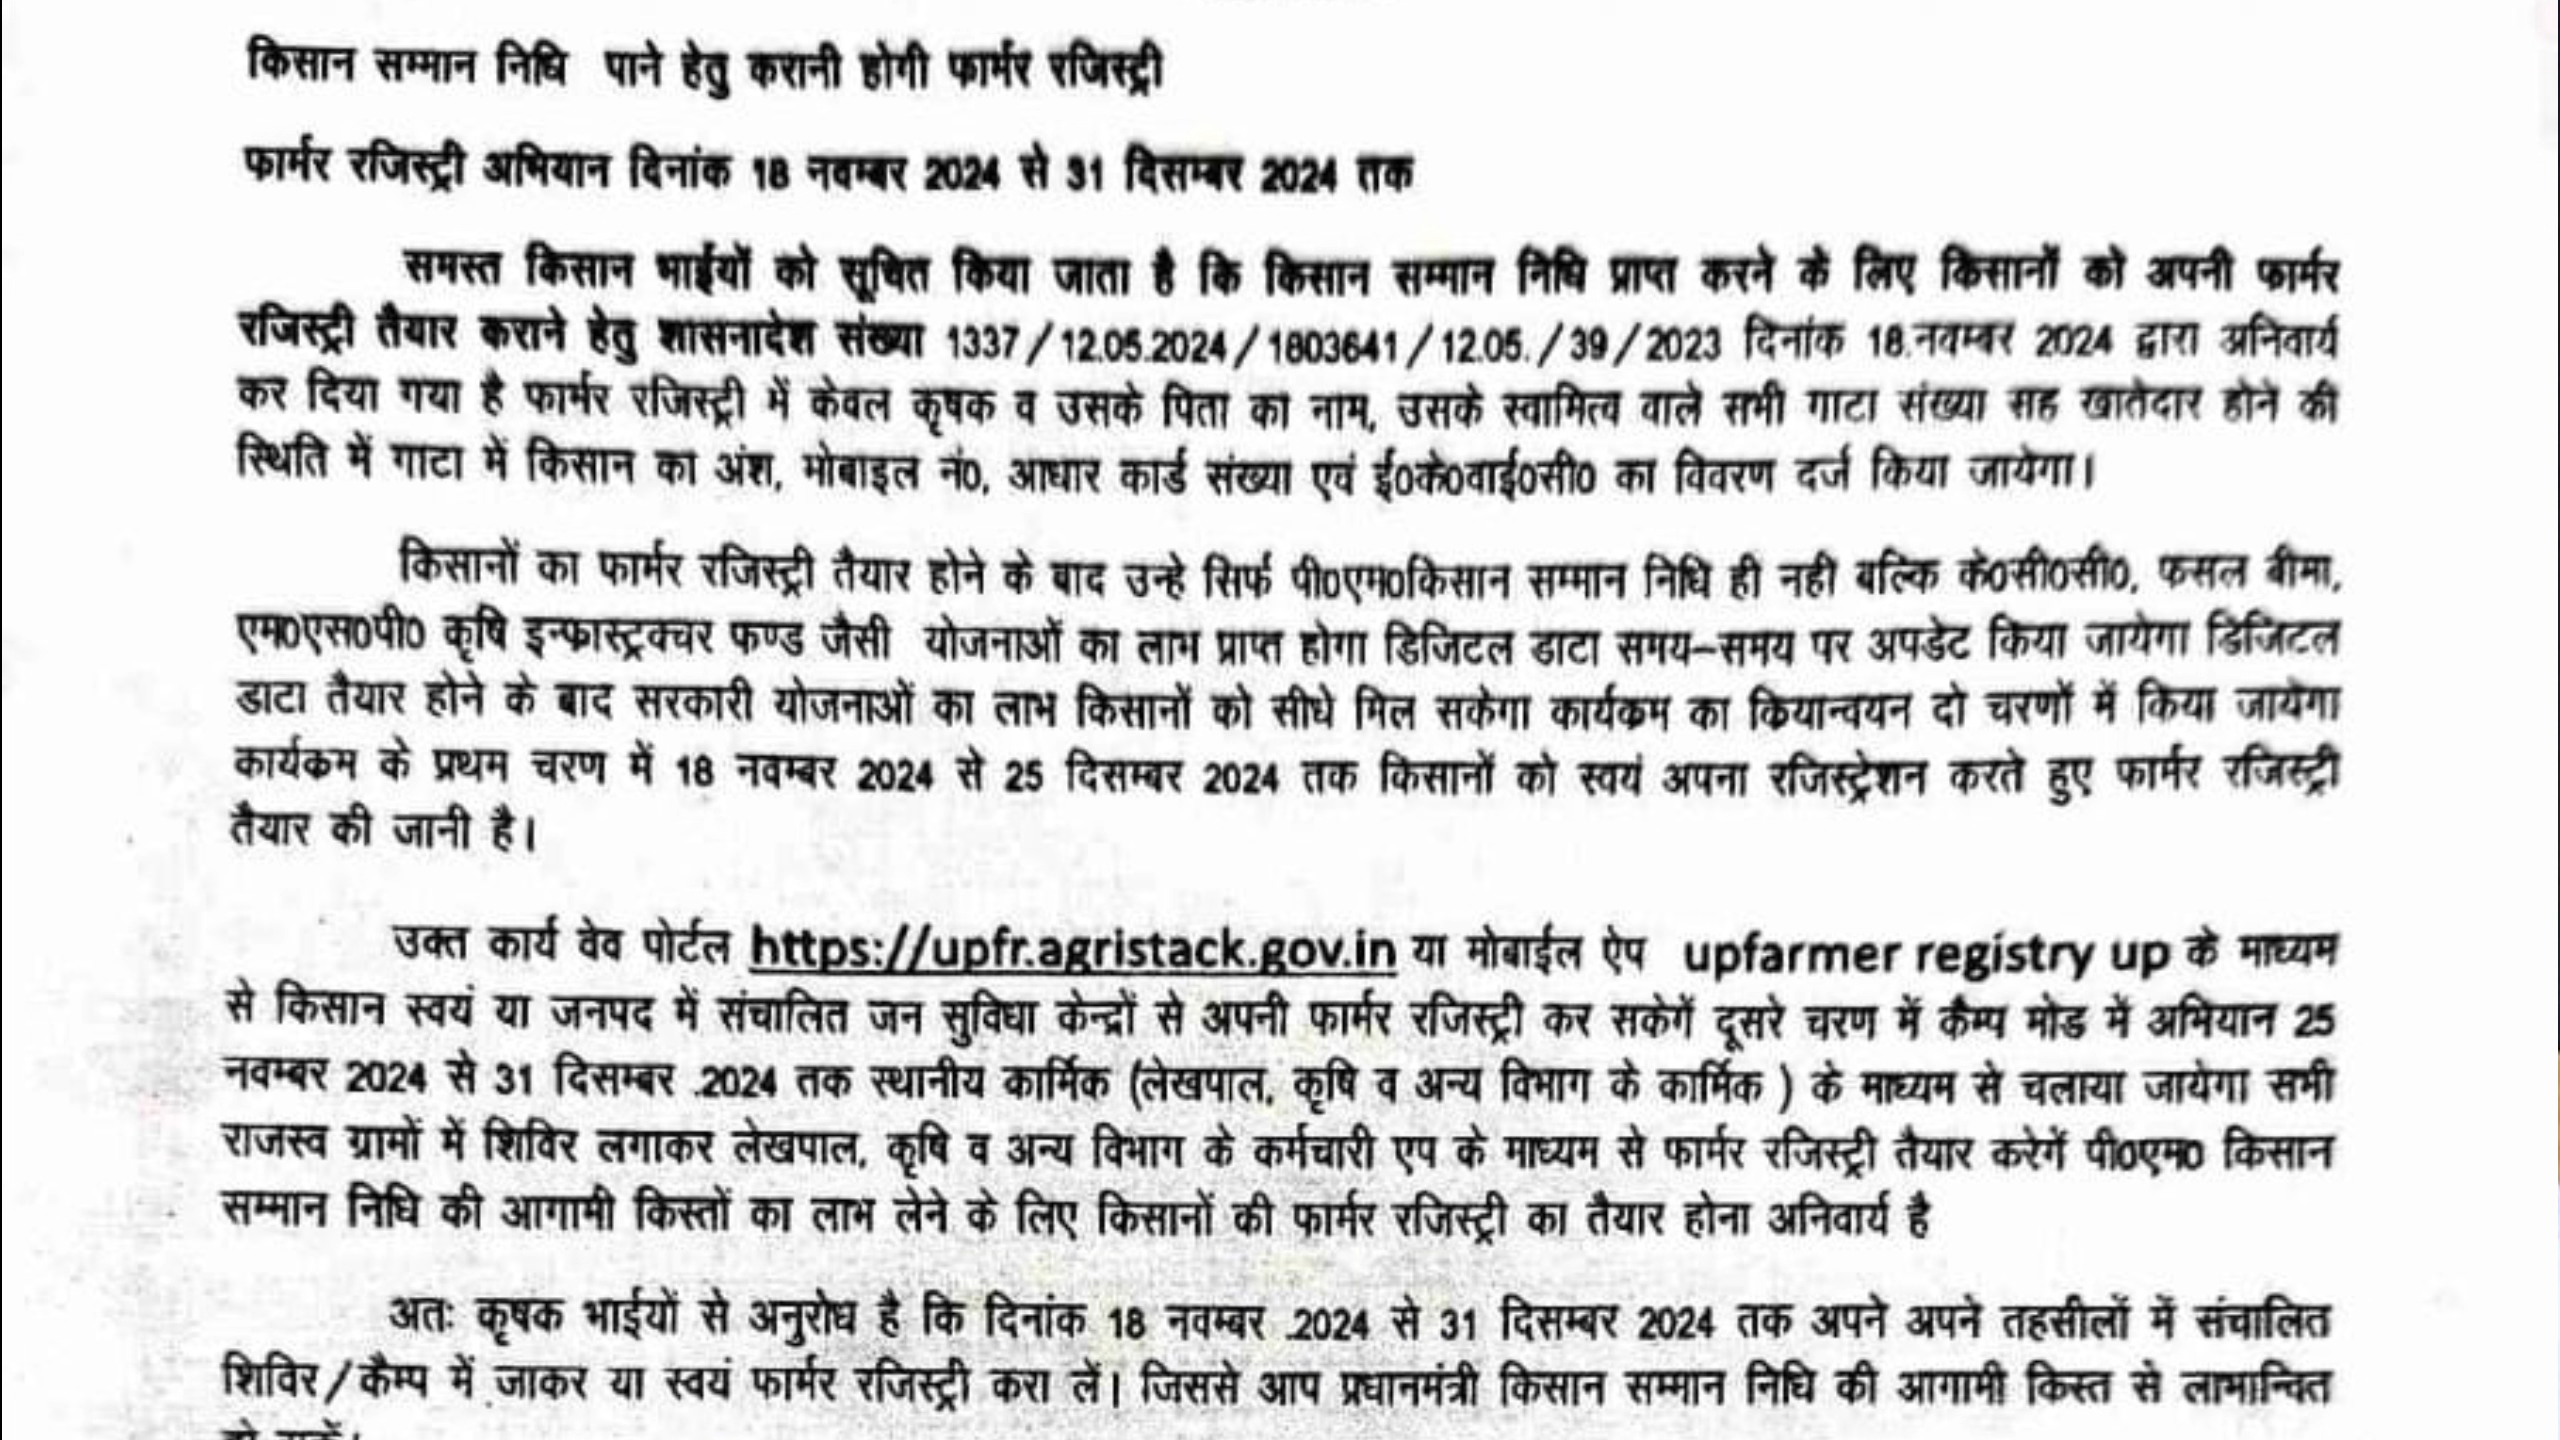 किसान सम्मान निधि पाने हेतु करानी होगी फार्मर रजिस्ट्री
फार्मर रजिस्ट्री अभियान दिनांक 18 नवम्बर 2024 से 31 दिसम्बर 2024 तक
समस्त किसान भाईयों को सूचित किया जाता है कि किसान सम्मान निधि प्राप्त करने के लिए किसानों को अपनी फार्मर
रजिस्ट्री तैयार कराने हेतु शासनादेश संख्या 1337/12.05.2024/1803641/12.05./39/2023 दिनांक 18.नवम्बर 2024 द्वारा अनिवार्य
कर दिया गया है फार्मर रजिस्ट्री में केवल कृषक व उसके पिता का नाम, उसके स्वामित्व वाले सभी गाटा संख्या सह खातेदार होने की
स्थिति में गाटा में किसान का अंश, मोबाइल नं0, आधार कार्ड संख्या एवं ई0के0वाई0सी0 का विवरण दर्ज किया जायेगा।
किसानों का फार्मर रजिस्ट्री तैयार होने के बाद उन्हे सिर्फ पी0एम0किसान सम्मान निधि ही नही बल्कि के0सी0सी0, फसल बीमा,
एम0एस0पी0 कृषि इन्फ्रास्ट्रक्चर फण्ड जैसी योजनाओं का लाभ प्राप्त होगा डिजिटल डाटा समय–समय पर अपडेट किया जायेगा डिजिटल
डाटा तैयार होने के बाद सरकारी योजनाओं का लाभ किसानों को सीधे मिल सकेगा कार्यकम का कियान्वयन दो चरणों में किया जायेगा
कार्यकम के प्रथम चरण में 18 नवम्बर 2024 से 25 दिसम्बर 2024 तक किसानों को स्वयं अपना रजिस्ट्रेशन करते हुए फार्मर रजिस्ट्री
तैयार की जानी है।
उक्त कार्य वेव पोर्टल https://upfr.agristack.gov.in या मोबाईल ऐप upfarmer registry up के माध्यम
से किसान स्वयं या जनपद में संचालित जन सुविधा केन्द्रों से अपनी फार्मर रजिस्ट्री कर सकेगें दूसरे चरण में कैम्प मोड में अभियान 25
नवम्बर 2024 से 31 दिसम्बर .2024 तक स्थानीय कार्मिक (लेखपाल, कृषि व अन्य विभाग के कार्मिक ) के माध्यम से चलाया जायेगा सभी
राजस्व ग्रामों में शिविर लगाकर लेखपाल, कृषि व अन्य विभाग के कर्मचारी एप के माध्यम से फार्मर रजिस्ट्री तैयार करेगें पी0एम0 किसान
सम्मान निधि की आगामी किस्तों का लाभ लेने के लिए किसानों की फार्मर रजिस्ट्री का तैयार होना अनिवार्य है
अतः कृषक भाईयों से अनुरोध है कि दिनांक 18 नवम्बर .2024 से 31 दिसम्बर 2024 तक अपने अपने तहसीलों में संचालित
शिविर/कैम्प में जाकर या स्वयं फार्मर रजिस्ट्री करा लें। जिससे आप प्रधानमंत्री किसान सम्मान निधि की आगामी किस्त से लाभान्वित